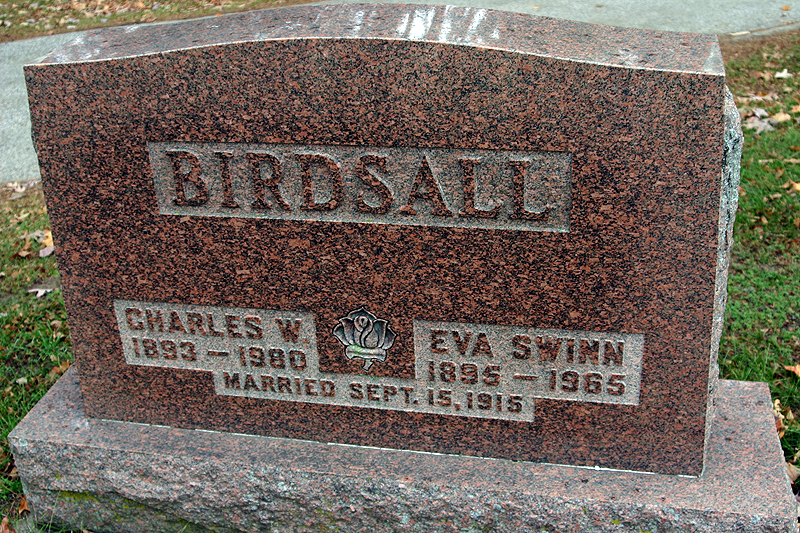 BIRDSALL
CHARLES W.
1893 – 1980
EVA SWINN
1895 – 1965
MARRIED SEPT. 15, 1915